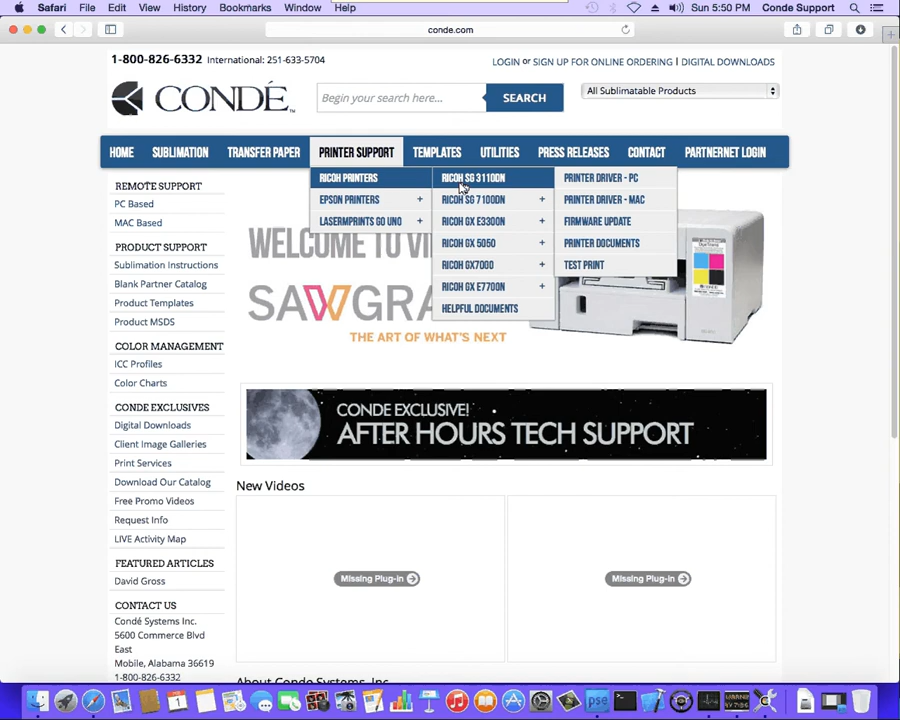 Safari File Edit View History Bookmarks Window Help Sun 5:50 PM Conde Support
conde.com
1-800-826-6332 International: 251-633-5704
LOGIN or SIGN UP FOR ONLINE ORDERING | DIGITAL DOWNLOADS
CONDÉ
Begin your search here...
SEARCH
All Sublimatable Products
HOME SUBLIMATION TRANSFER PAPER PRINTER SUPPORT TEMPLATES UTILITIES PRESS RELEASES CONTACT PARTNERNET LOGIN
RICOH PRINTERS
EPSON PRINTERS +
LASERMPRINTS GO UNO +
RICOH SG 3110DN
RICOH SG 7100DN +
RICOH GX E3300N +
RICOH GX 5050 +
RICOH GX7000 +
RICOH GX E7700N +
HELPFUL DOCUMENTS
PRINTER DRIVER - PC
PRINTER DRIVER - MAC
FIRMWARE UPDATE
PRINTER DOCUMENTS
TEST PRINT
REMOTE SUPPORT
PC Based
MAC Based
PRODUCT SUPPORT
Sublimation Instructions
Blank Partner Catalog
Product Templates
Product MSDS
COLOR MANAGEMENT
ICC Profiles
Color Charts
CONDE EXCLUSIVES
Digital Downloads
Client Image Galleries
Print Services
Download Our Catalog
Free Promo Videos
Request Info
LIVE Activity Map
FEATURED ARTICLES
David Gross
CONTACT US
Condé Systems Inc.
5600 Commerce Blvd
East
Mobile, Alabama 36619
1-800-826-6332
WELCOME TO VI
SAWGRA
THE ART OF WHAT'S NEXT
CONDÉ
CONDE EXCLUSIVE!
AFTER HOURS TECH SUPPORT
New Videos
Missing Plug-in
Missing Plug-in
About Conde Systems, Inc.
pse